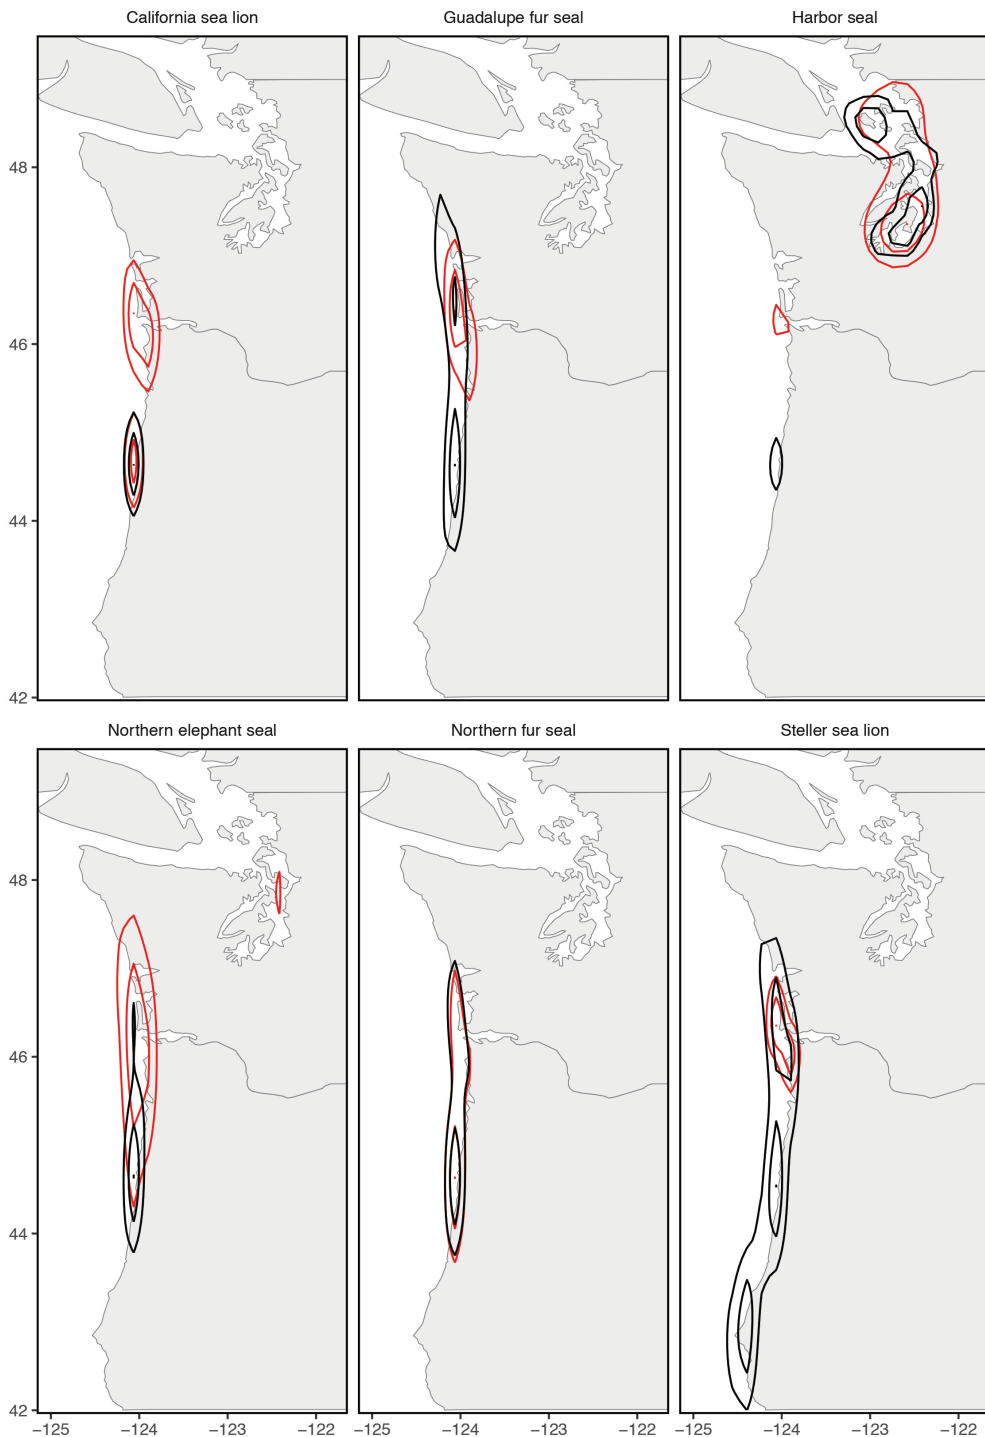 California sea lion
Guadalupe fur seal
Harbor seal
48
46
44
42
Northern elephant seal
Northern fur seal
Steller sea lion
48
46
44
42
−125 −124 −123 −122 −125 −124 −123 −122 −125 −124 −123 −122